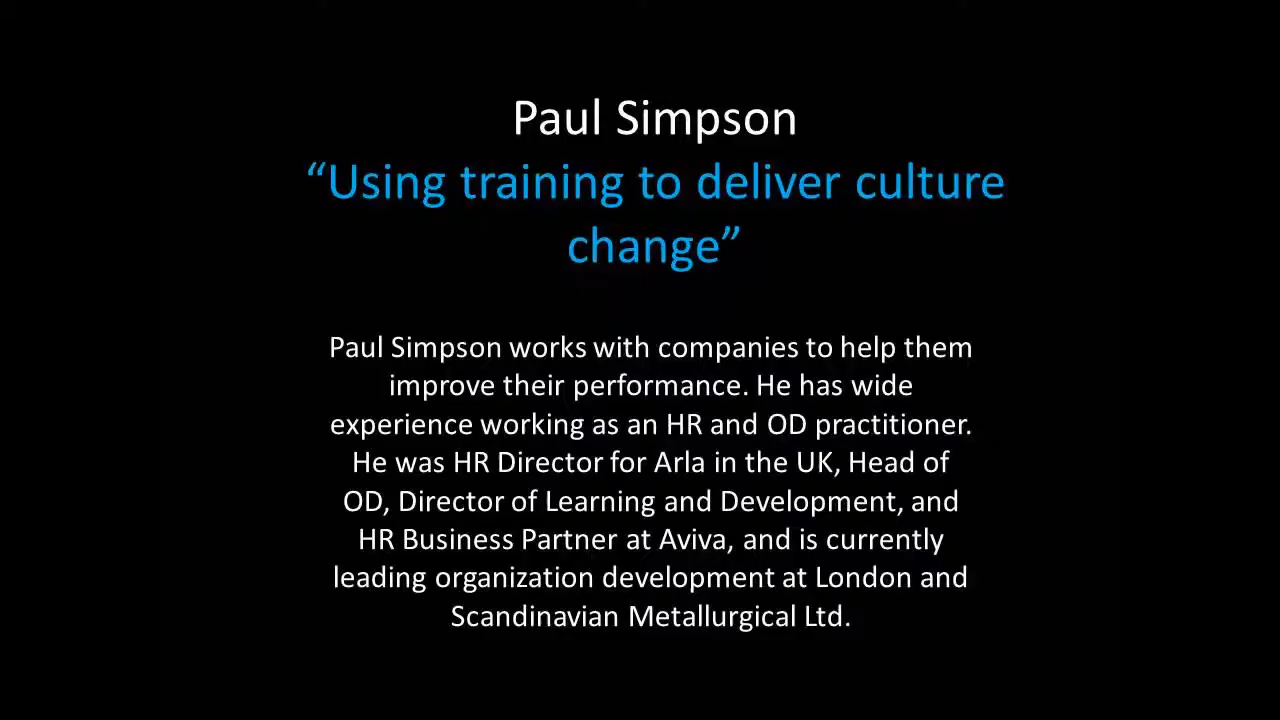 Paul Simpson
“Using training to deliver culture
change”
Paul Simpson works with companies to help them
improve their performance. He has wide
experience working as an HR and OD practitioner.
He was HR Director for Arla in the UK, Head of
OD, Director of Learning and Development, and
HR Business Partner at Aviva, and is currently
leading organization development at London and
Scandinavian Metallurgical Ltd.